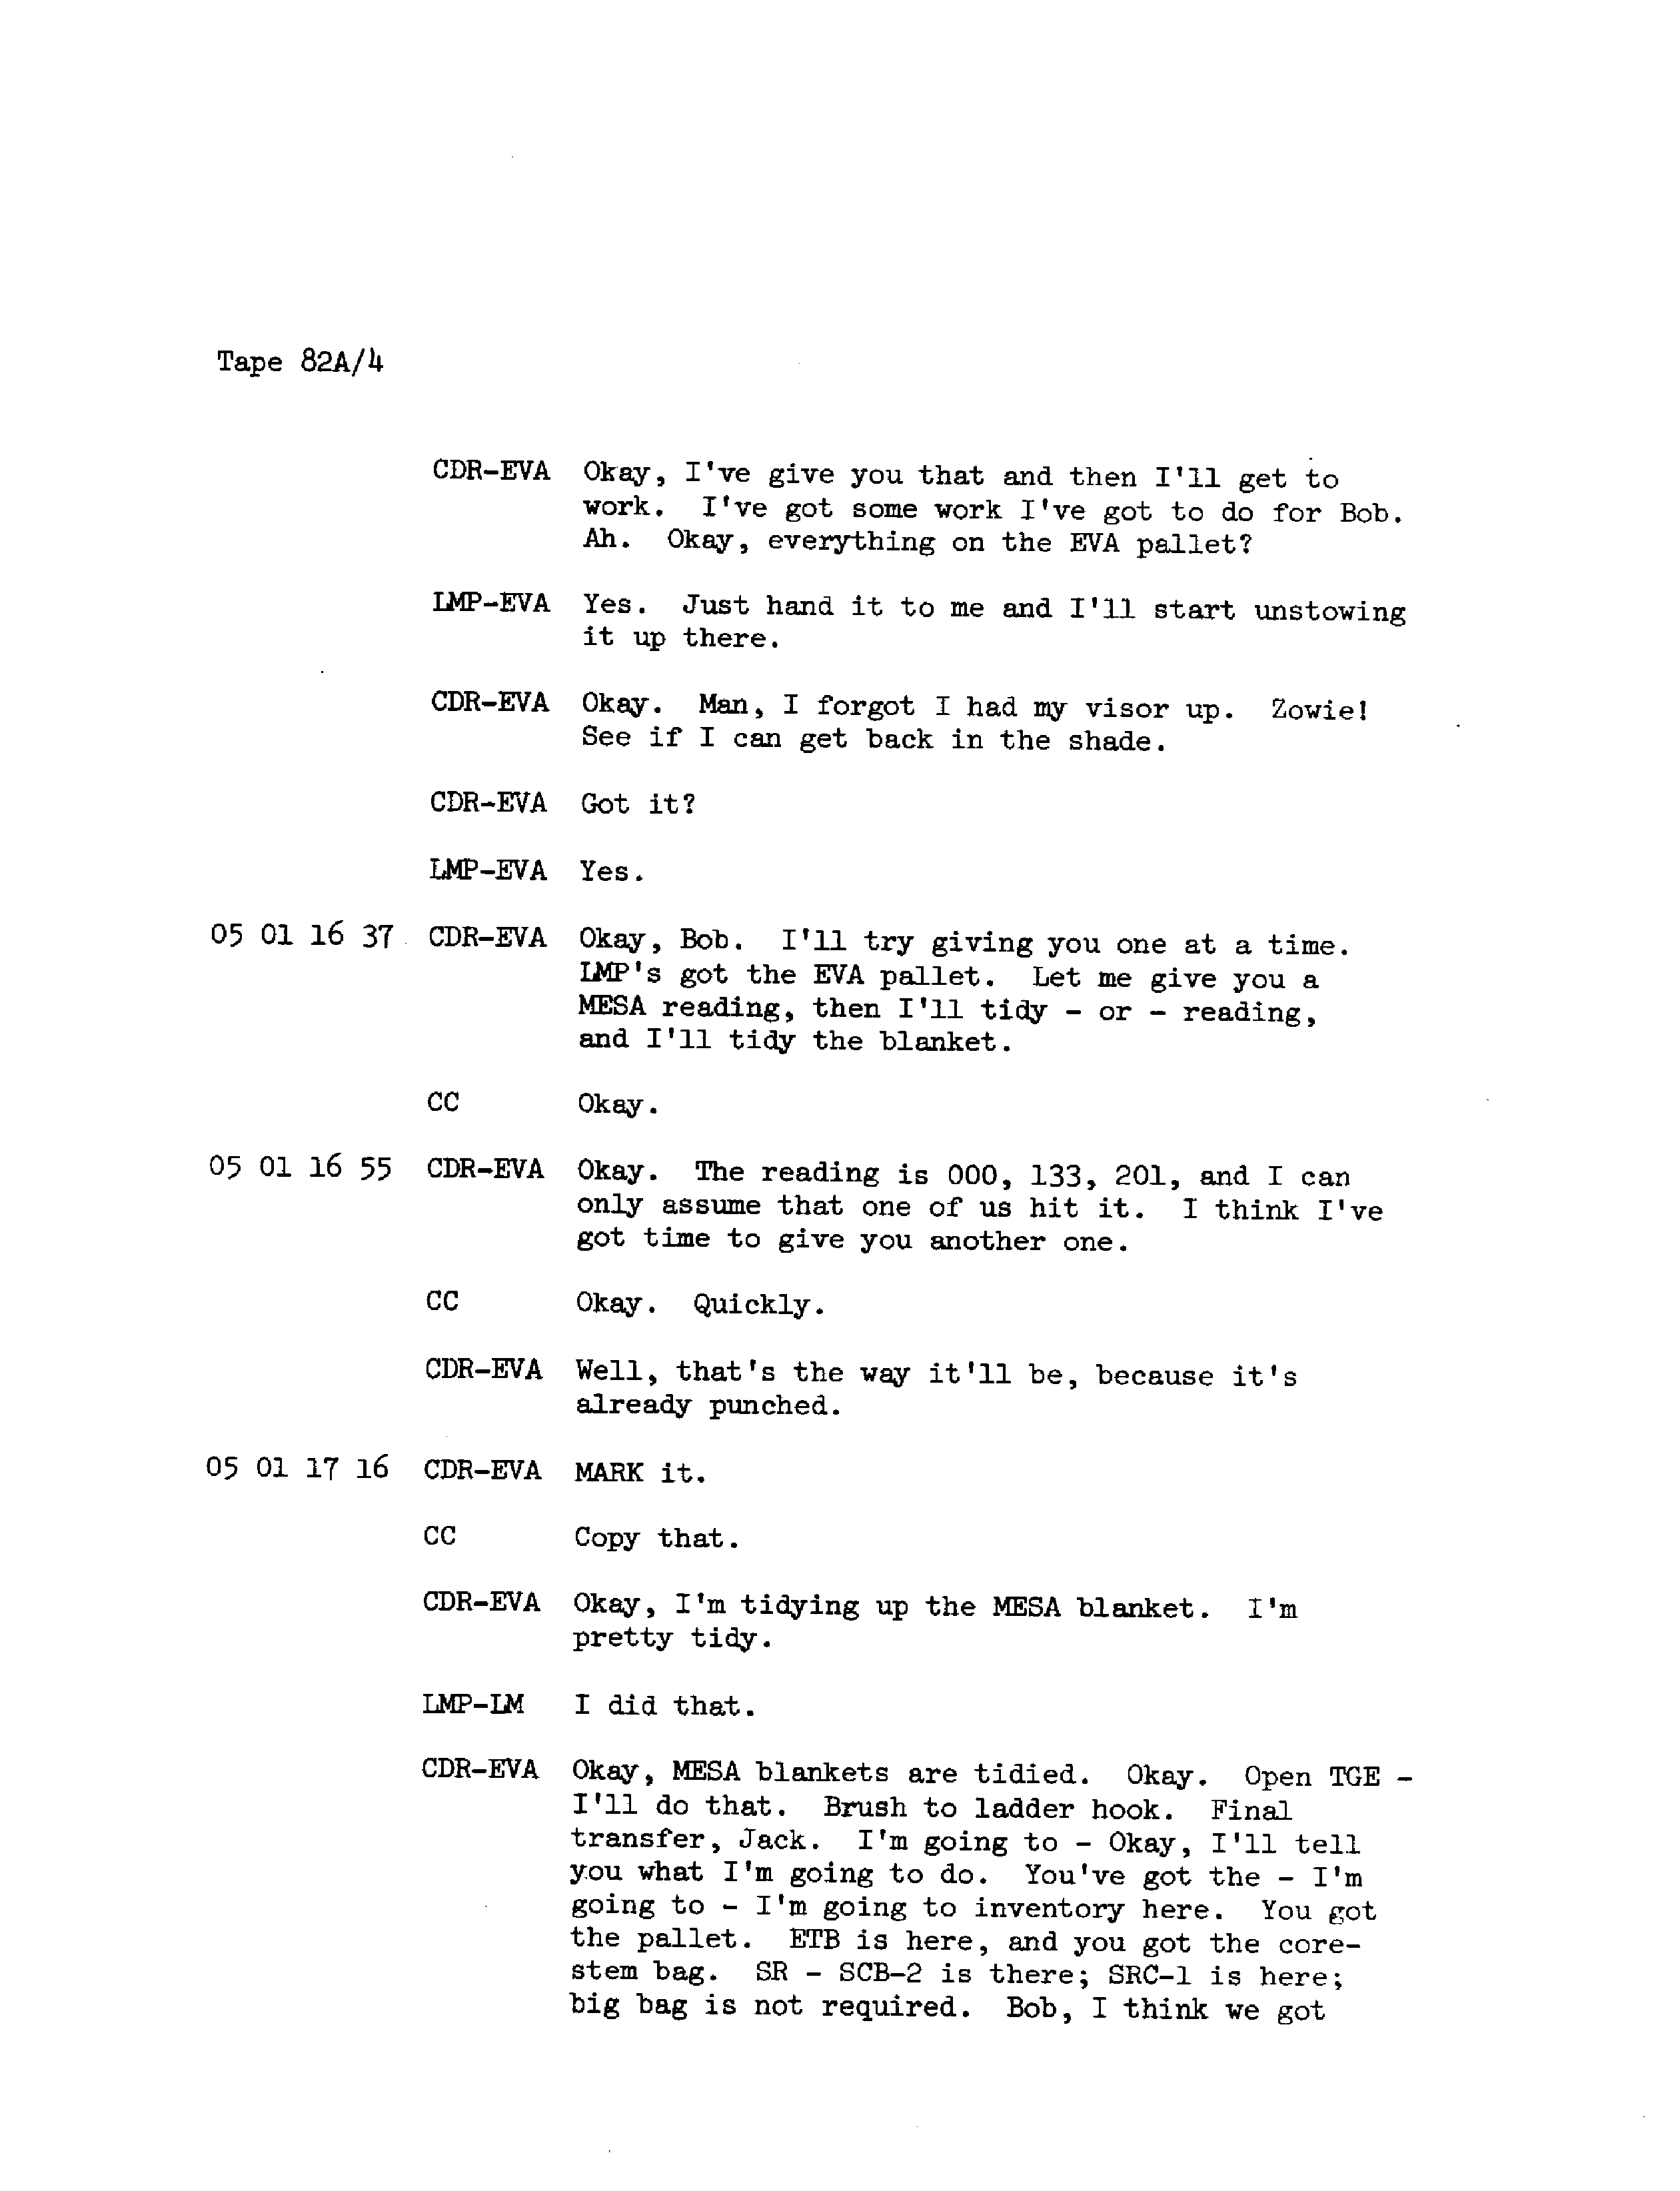 Tape 82A/4
CDR-EVA Okay, I've give you that and then I'll get to
work. I've got some work I've got to do for Bob.
Ah. Okay, everything on the EVA pallet?
LMP-EVA Yes. Just hand it to me and I'll start unstowing
it up there.
CDR-EVA Okay. Man, I forgot I had my visor up. Zowie!
See if I can get back in the shade.
CDR-EVA Got it?
LMP-EVA Yes.
05 01 16 37 CDR-EVA Okay, Bob. I'll try giving you one at a time.
LMP's got the EVA pallet. Let me give you a
MESA reading, then I'll tidy - or - reading,
and I'll tidy the blanket.
CC Okay.
05 01 16 55 CDR-EVA Okay. The reading is 000, 133, 201, and I can
only assume that one of us hit it. I think I've
got time to give you another one.
CC Okay. Quickly.
CDR-EVA Well, that's the way it'll be, because it's
already punched.
05 01 17 16 CDR-EVA MARK it.
CC Copy that.
CDR-EVA Okay, I'm tidying up the MESA blanket. I'm
pretty tidy.
LMP-LM I did that.
CDR-EVA Okay, MESA blankets are tidied. Okay. Open TGE -
I'll do that. Brush to ladder hook. Final
transfer, Jack. I'm going to - Okay, I'll tell
you what I'm going to do. You've got the - I'm
going to - I'm going to inventory here. You got
the pallet. ETB is here, and you got the core-
stem bag. SR - SCB-2 is there; SRC-1 is here;
big bag is not required. Bob, I think we got